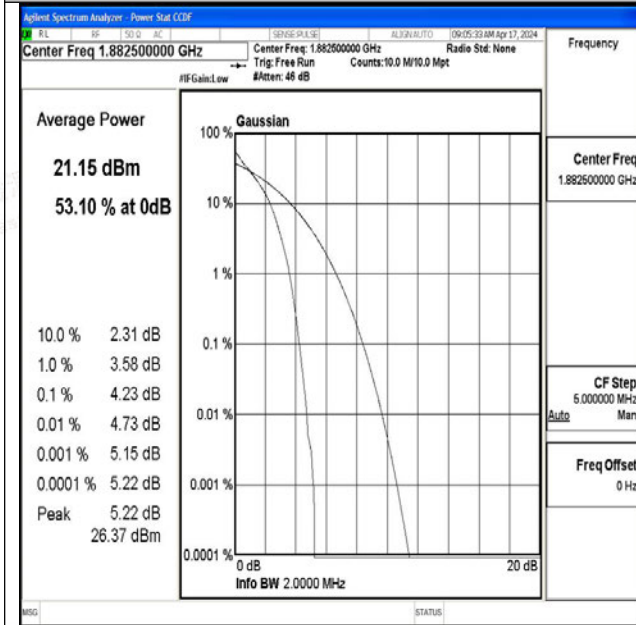 Agilent Spectrum Analyzer - Power Stat CCDF
RL RF 50 Ω AC SENSE:PULSE ALIGNAUTO 09:05:33 AM Apr 17, 2024
Center Freq 1.882500000 GHz
Center Freq: 1.882500000 GHz Radio Std: None
Trig: Free Run Counts:10.0 M/10.0 Mpt
#IFGain:Low #Atten: 46 dB
Frequency
Average Power
21.15 dBm
53.10 % at 0dB
10.0 % 2.31 dB
1.0 % 3.58 dB
0.1 % 4.23 dB
0.01 % 4.73 dB
0.001 % 5.15 dB
0.0001 % 5.22 dB
Peak 5.22 dB
26.37 dBm
Gaussian
100 %
10 %
1 %
0.1 %
0.01 %
0.001 %
0.0001 %
0 dB 20 dB
Info BW 2.0000 MHz
Center Freq
1.882500000 GHz
CF Step
5.000000 MHz
Auto Man
Freq Offset
0 Hz
MSG STATUS